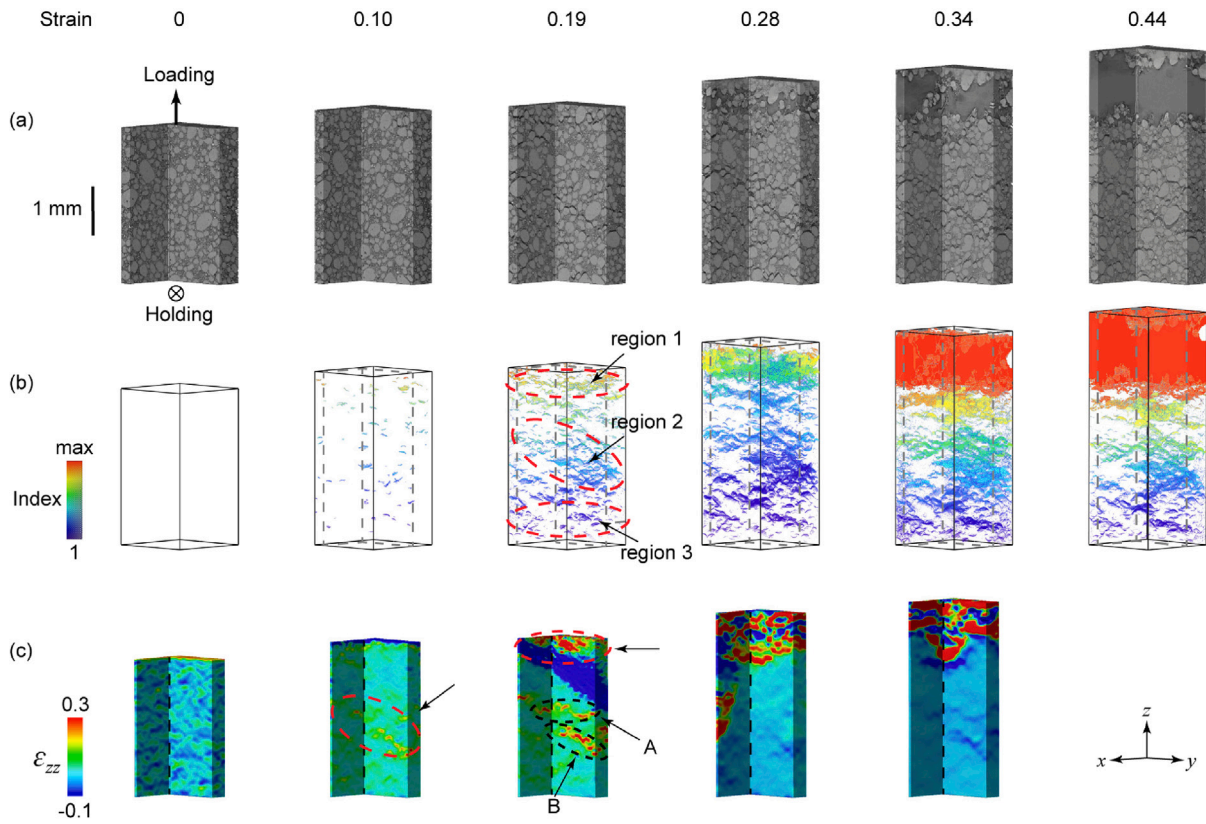 Strain 0 0.10 0.19 0.28 0.34 0.44
Loading
(a)
1 mm
Holding
region 1
(b)
region 2
max
Index
1
region 3
(c)
0.3
A
z
εzz
x y
-0.1
B